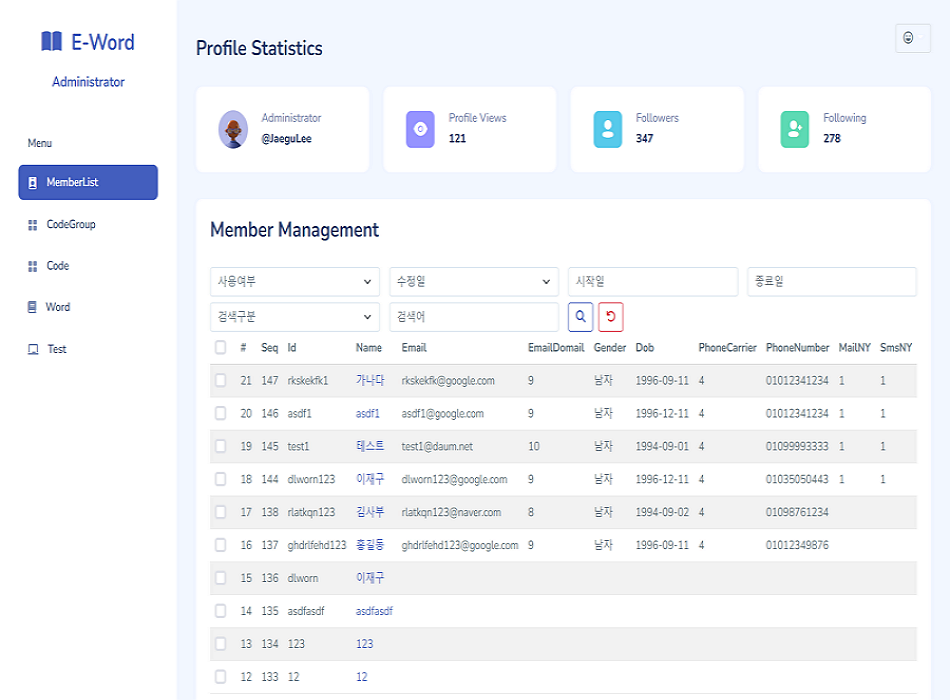 E-Word
Administrator
Menu
MemberList
CodeGroup
Code
Word
Test
Profile Statistics
Administrator
@JaeguLee
Profile Views
121
Followers
347
Following
278
Member Management
사용여부 수정일 시작일 종료일
검색구분 검색어
# Seq Id Name Email EmailDomail Gender Dob PhoneCarrier PhoneNumber MailNY SmsNY
21 147 rkskekfk1 가나다 rkskekfk@google.com 9 남자 1996-09-11 4 01012341234 1 1
20 146 asdf1 asdf1 asdf1@google.com 9 남자 1996-12-11 4 01012341234 1 1
19 145 test1 테스트 test1@daum.net 10 남자 1994-09-01 4 01099993333 1 1
18 144 dlworn123 이재구 dlworn123@google.com 9 남자 1996-12-11 4 01035050443 1 1
17 138 rlatkqn123 김사부 rlatkqn123@naver.com 8 남자 1994-09-02 4 01098761234
16 137 ghdrlfehd123 홍길동 ghdrlfehd123@google.com 9 남자 1996-09-11 4 01012349876
15 136 dlworn 이재구
14 135 asdfasdf asdfasdf
13 134 123 123
12 133 12 12